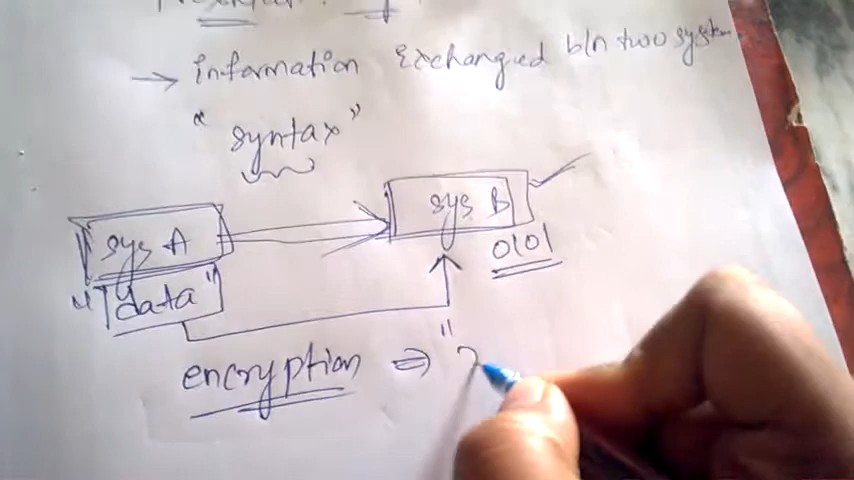 → information exchanged b/n two system
"syntax"
sys A
sys B
0101
"data"
encryption ⇒ "